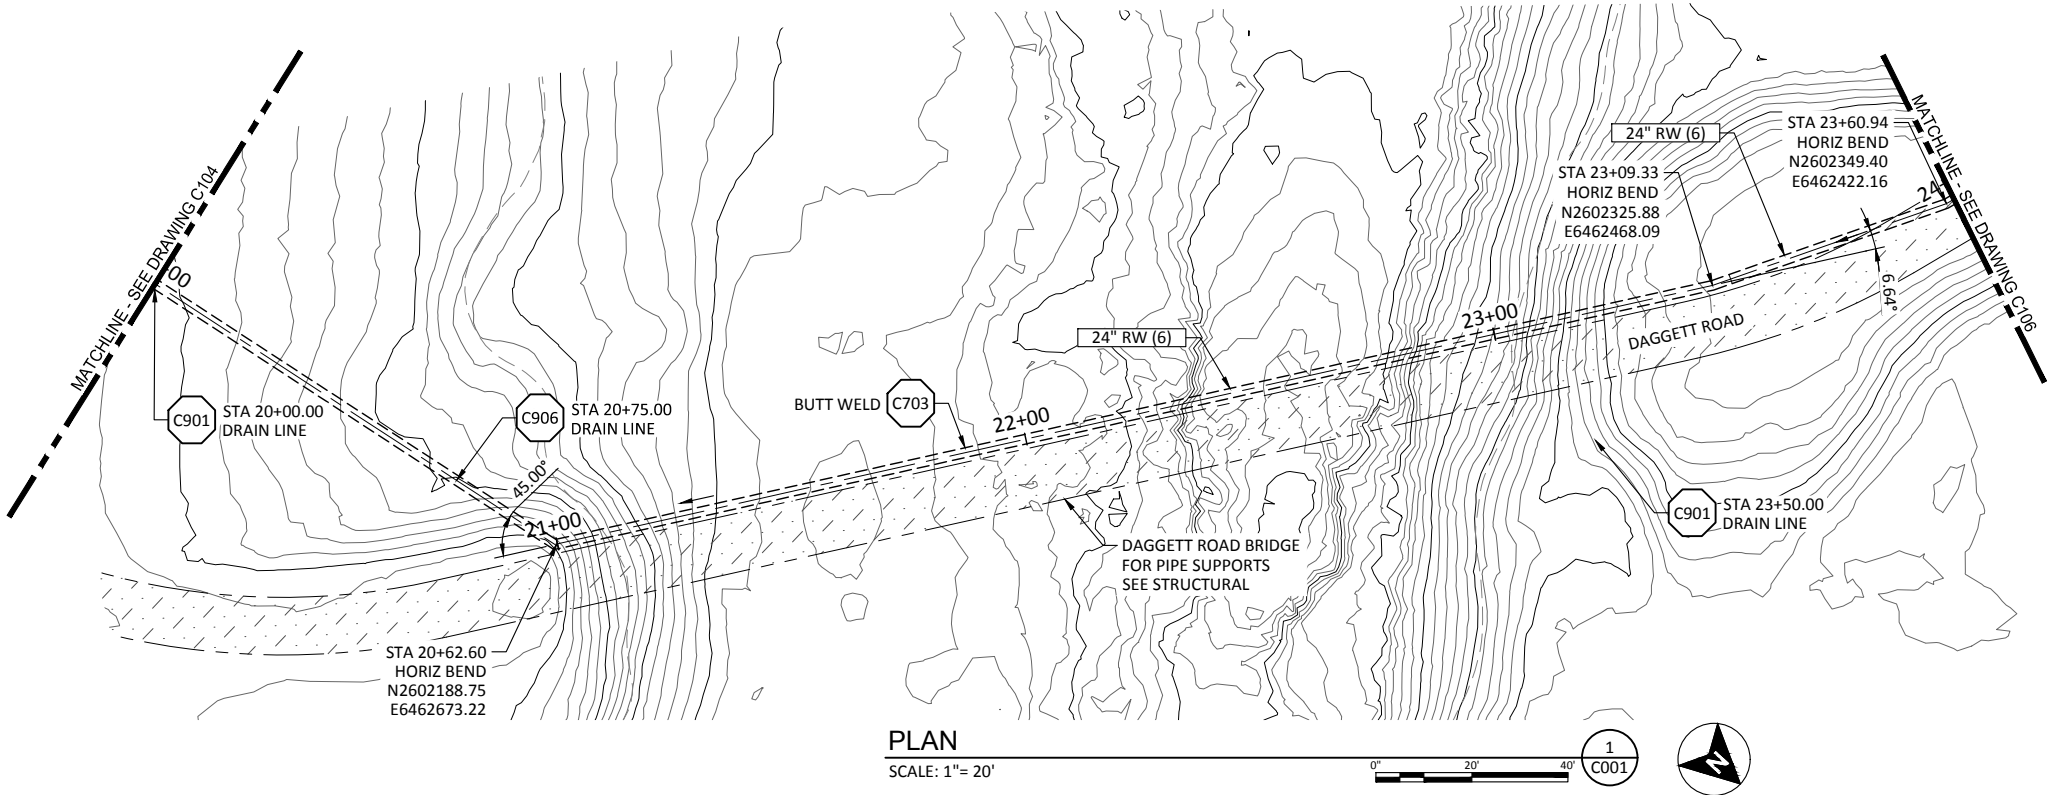 MATCHLINE - SEE DRAWING C104
00
C901
STA 20+00.00
DRAIN LINE
C906
STA 20+75.00
DRAIN LINE
45.00°
21+00
STA 20+62.60
HORIZ BEND
N2602188.75
E6462673.22
BUTT WELD
C703
22+00
24" RW (6)
DAGGETT ROAD BRIDGE
FOR PIPE SUPPORTS
SEE STRUCTURAL
23+00
24" RW (6)
STA 23+09.33
HORIZ BEND
N2602325.88
E6462468.09
STA 23+60.94
HORIZ BEND
N2602349.40
E6462422.16
24
MATCHLINE - SEE DRAWING C106
6.64°
DAGGETT ROAD
C901
STA 23+50.00
DRAIN LINE
PLAN
SCALE: 1"= 20'
0"
20'
40'
1
C001
N